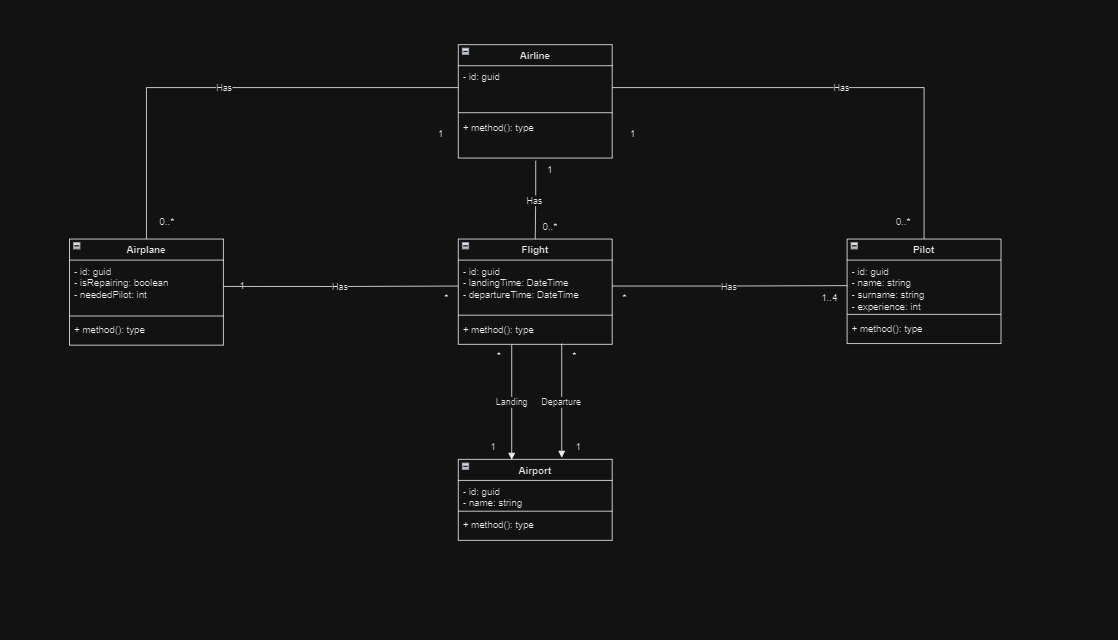 Airline
- id: guid
+ method(): type
Has
Has
1
1
1
Has
0..*
0..*
0..*
Airplane
- id: guid
- isRepairing: boolean
- neededPilot: int
+ method(): type
Flight
- id: guid
- landingTime: DateTime
- departureTime: DateTime
+ method(): type
Pilot
- id: guid
- name: string
- surname: string
- experience: int
+ method(): type
1
Has
*
*
Has
1..4
*
*
Landing
Departure
1
1
Airport
- id: guid
- name: string
+ method(): type